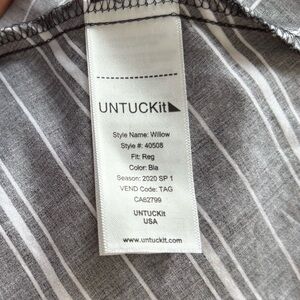 UNTUCKit
Style Name: Willow
Style #: 40508
Fit: Reg
Color: Bla
Season: 2020 SP 1
VEND Code: TAG
CA62799
UNTUCKit
USA
www.untuckit.com